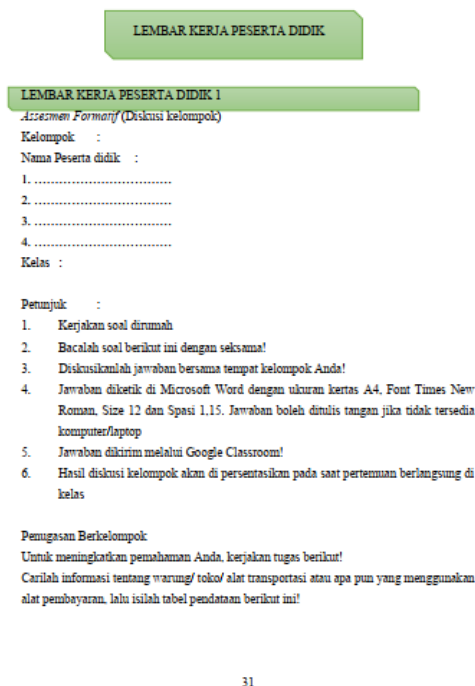 LEMBAR KERJA PESERTA DIDIK
LEMBAR KERJA PESERTA DIDIK 1
Assesmen Formatif (Diskusi kelompok)
Kelompok :
Nama Peserta didik :
1. ……………………………
2. ……………………………
3. ……………………………
4. ……………………………
Kelas :
Petunjuk :
1. Kerjakan soal dirumah
2. Bacalah soal berikut ini dengan seksama!
3. Diskusikanlah jawaban bersama tempat kelompok Anda!
4. Jawaban diketik di Microsoft Word dengan ukuran kertas A4, Font Times New
Roman, Size 12 dan Spasi 1,15. Jawaban boleh ditulis tangan jika tidak tersedia
komputer/laptop
5. Jawaban dikirim melalui Google Classroom!
6. Hasil diskusi kelompok akan di persentasikan pada saat pertemuan berlangsung di
kelas
Penugasan Berkelompok
Untuk meningkatkan pemahaman Anda, kerjakan tugas berikut!
Carilah informasi tentang warung/ toko/ alat transportasi atau apa pun yang menggunakan
alat pembayaran, lalu isilah tabel pendataan berikut ini!
31